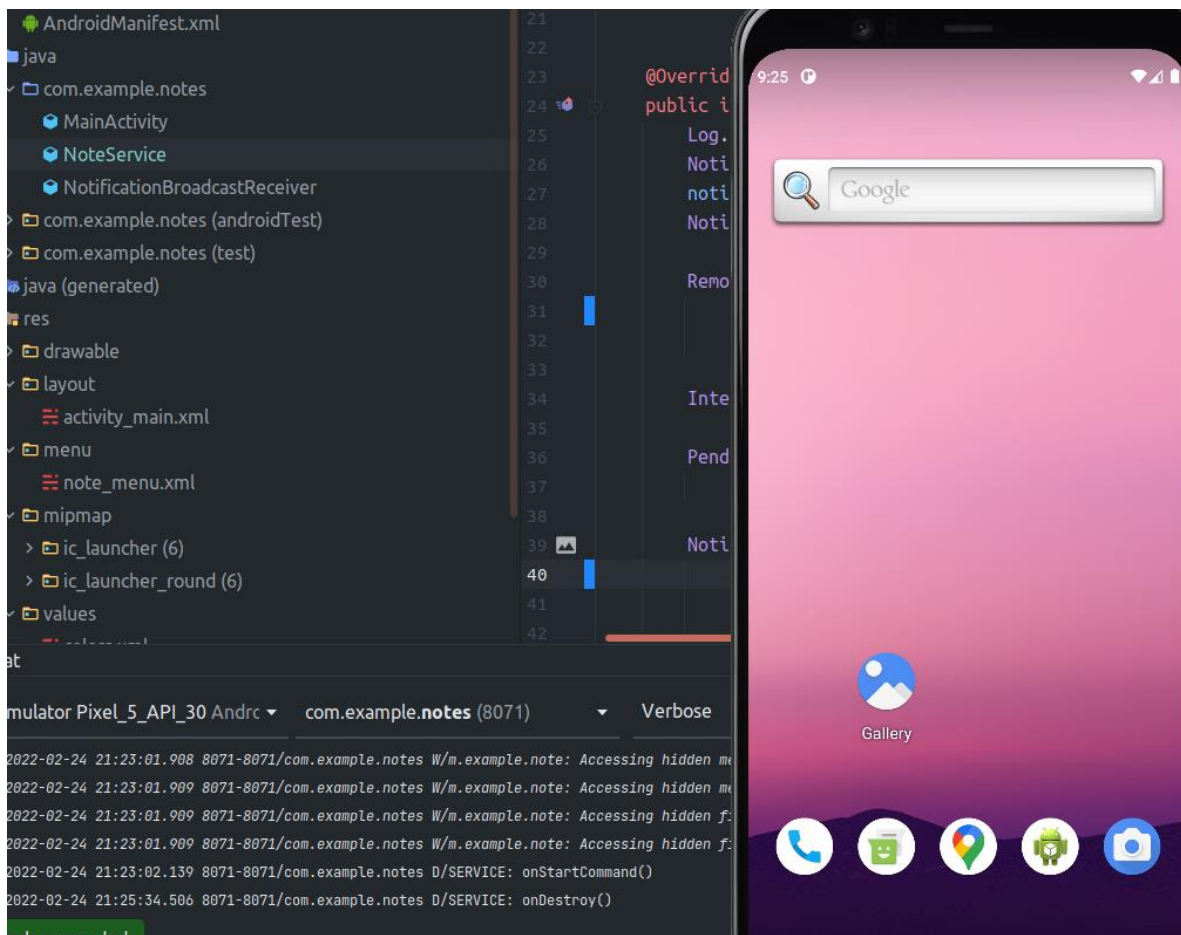 AndroidManifest.xml
java
com.example.notes
MainActivity
NoteService
NotificationBroadcastReceiver
com.example.notes (androidTest)
com.example.notes (test)
java (generated)
res
drawable
layout
activity_main.xml
menu
note_menu.xml
mipmap
ic_launcher (6)
ic_launcher_round (6)
values
21
22
23 @Overrid
24 public i
25 Log.
26 Noti
27 noti
28 Noti
29
30 Remo
31
32
33
34 Inte
35
36 Pend
37
38
39 Noti
40
41
42
9:25
Google
Gallery
at
mulator Pixel_5_API_30 Andro com.example.notes (8071) Verbose
2022-02-24 21:23:01.908 8071-8071/com.example.notes W/m.example.note: Accessing hidden me
2022-02-24 21:23:01.909 8071-8071/com.example.notes W/m.example.note: Accessing hidden me
2022-02-24 21:23:01.909 8071-8071/com.example.notes W/m.example.note: Accessing hidden fi
2022-02-24 21:23:01.909 8071-8071/com.example.notes W/m.example.note: Accessing hidden fi
2022-02-24 21:23:02.139 8071-8071/com.example.notes D/SERVICE: onStartCommand()
2022-02-24 21:25:34.506 8071-8071/com.example.notes D/SERVICE: onDestroy()